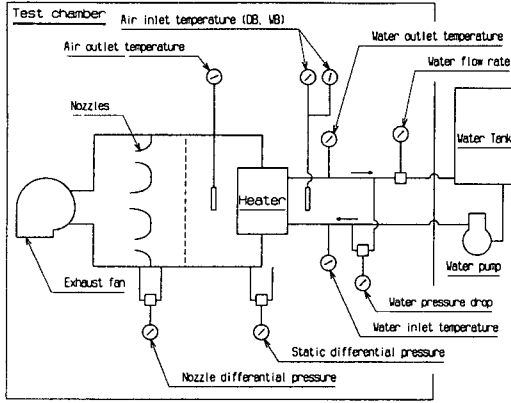 Test chamber
Air inlet temperature (DB, WB)
Air outlet temperature
Water outlet temperature
Water flow rate
Nozzles
Water Tank
Heater
Exhaust fan
Water pump
Water pressure drop
Water inlet temperature
Static differential pressure
Nozzle differential pressure